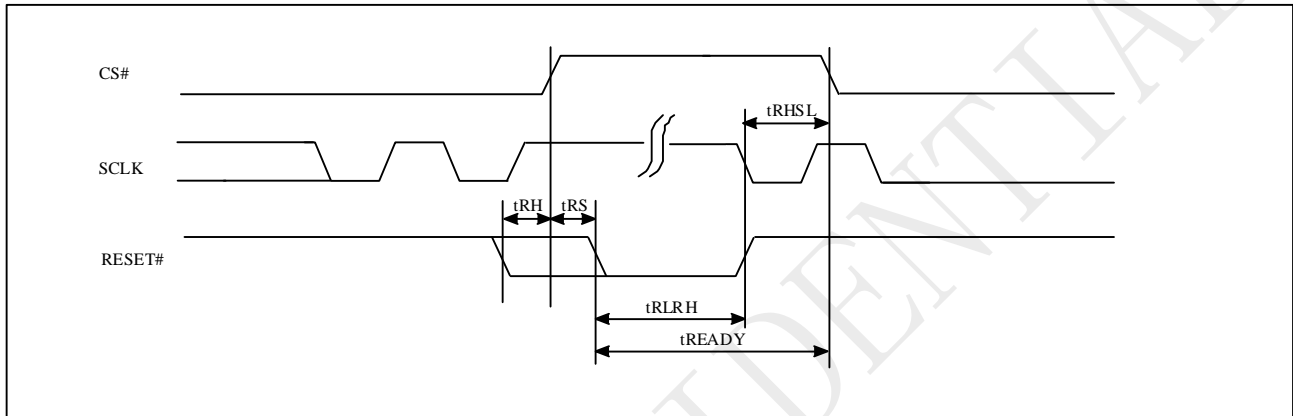 CS#
tRHSL
SCLK
tRH tRS
RESET#
tRLRH
tREADY